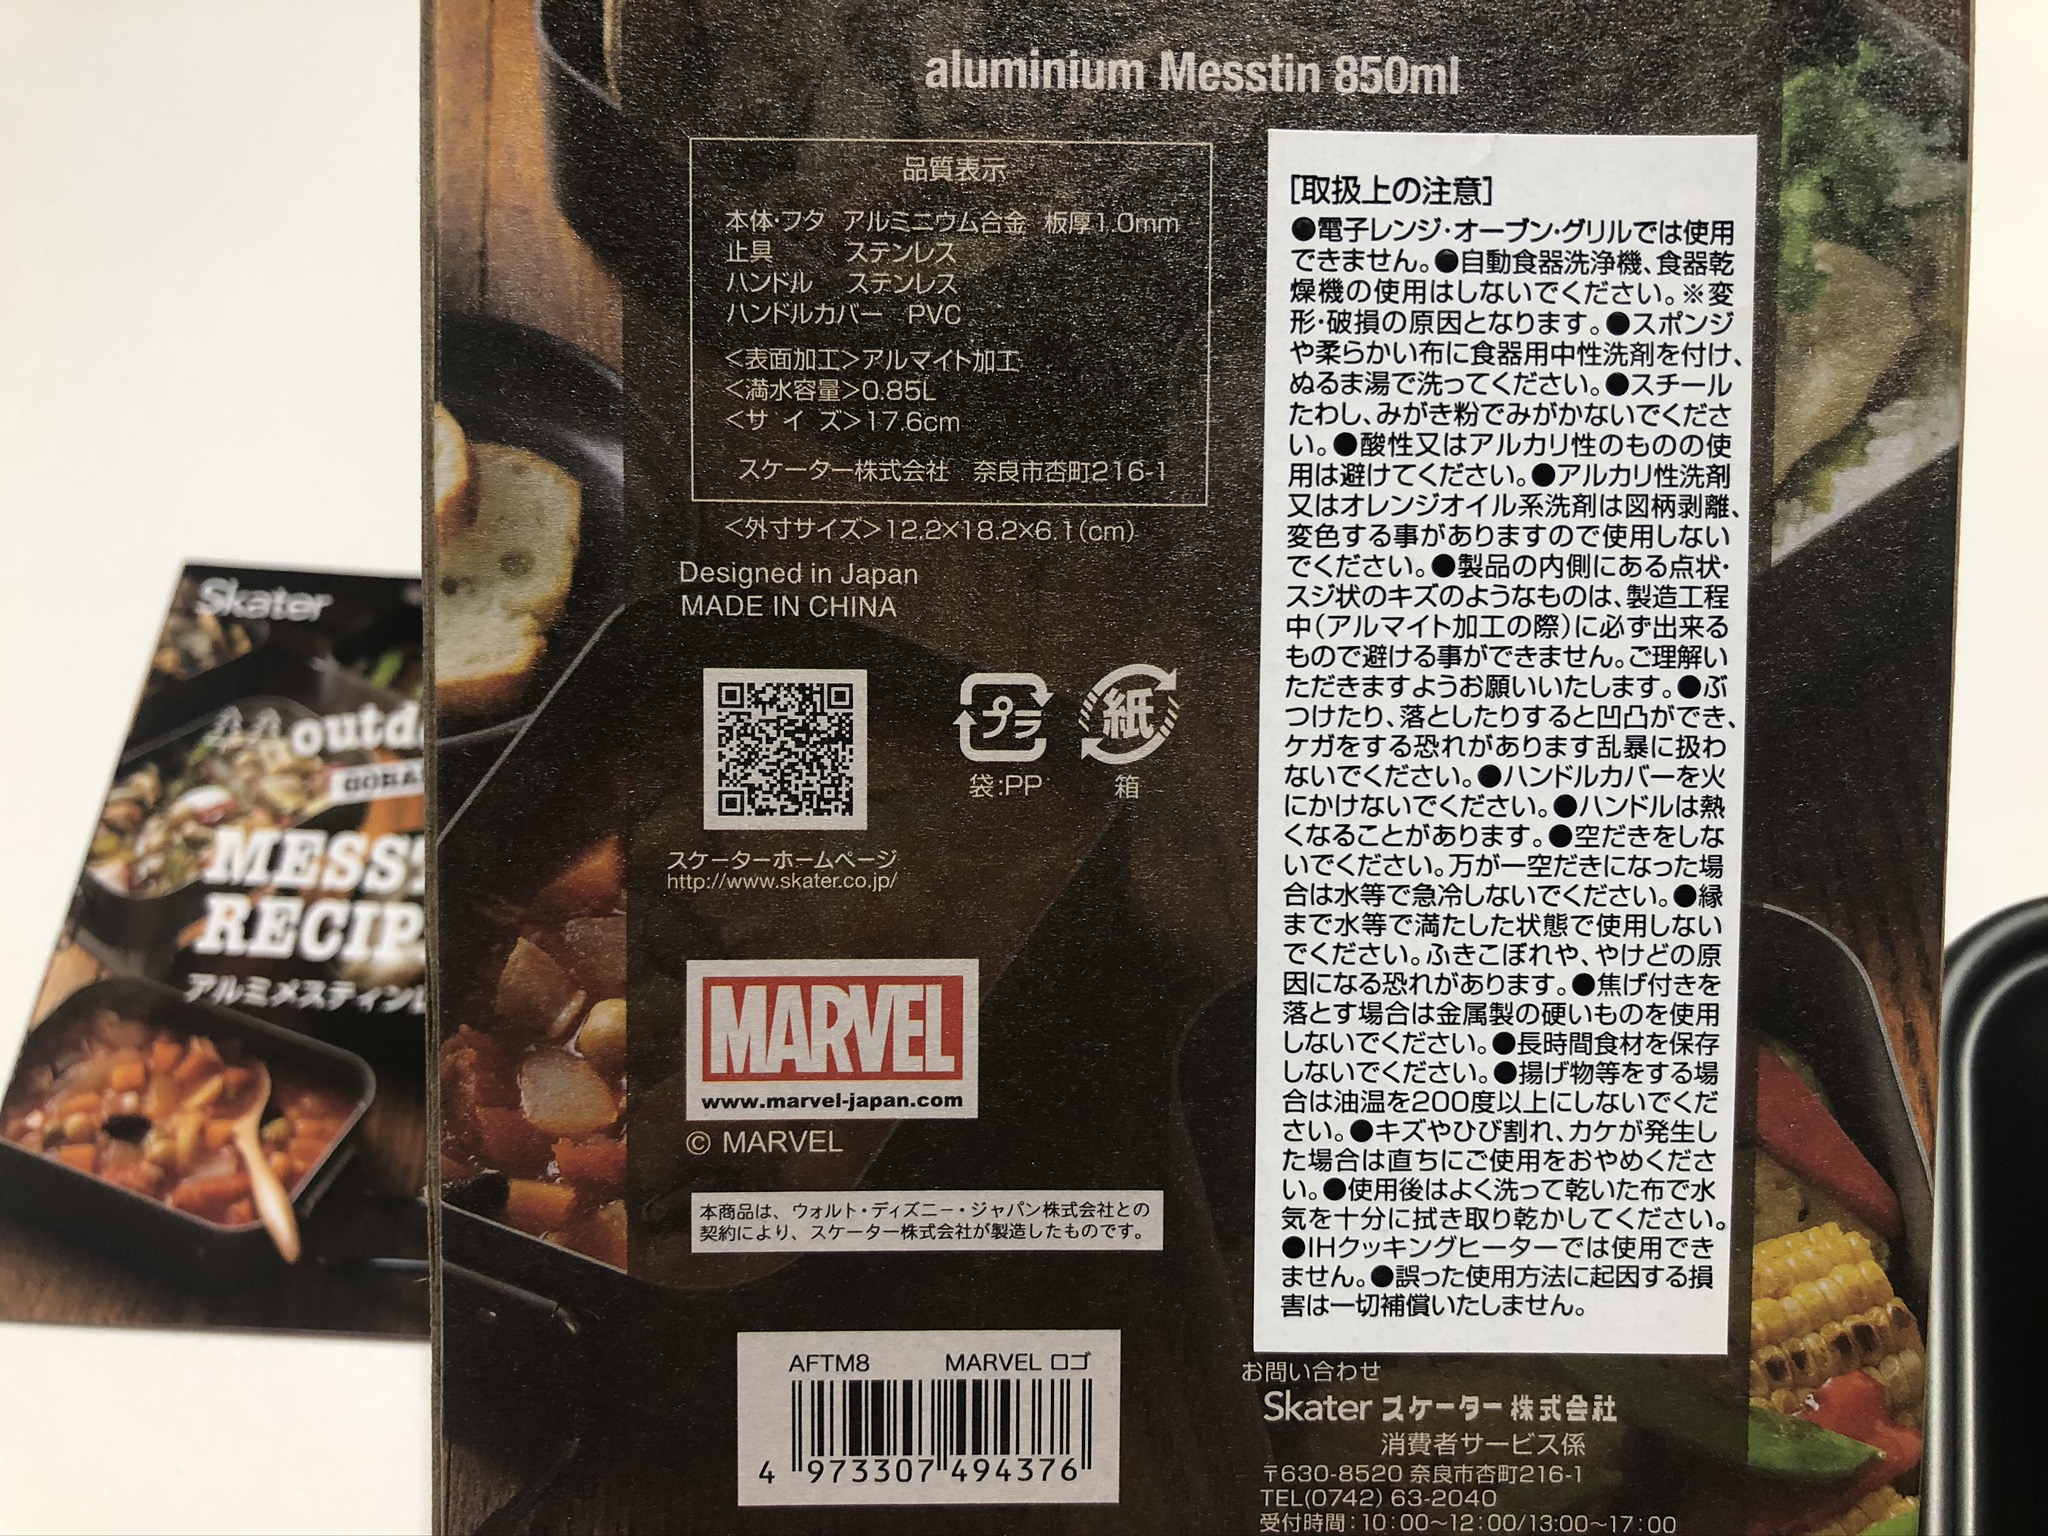 aluminium Messtin 850ml
品質表示
本体・フタ アルミニウム合金 板厚1.0mm
止具 ステンレス
ハンドル ステンレス
ハンドルカバー PVC
<表面加工>アルマイト加工
<満水容量>0.85L
<サイズ>17.6cm
スケーター株式会社 奈良市杏町216-1
<外寸サイズ>12.2×18.2×6.1(cm)
Designed in Japan
MADE IN CHINA
プラ
袋:PP
紙
箱
スケーターホームページ
http://www.skater.co.jp/
MARVEL
www.marvel-japan.com
© MARVEL
本商品は、ウォルト・ディズニー・ジャパン株式会社との
契約により、スケーター株式会社が製造したものです。
AFTM8 MARVEL ロゴ
4 973307 494376
[取扱上の注意]
●電子レンジ・オーブン・グリルでは使用
できません。●自動食器洗浄機、食器乾
燥機の使用はしないでください。※変
形・破損の原因となります。●スポンジ
や柔らかい布に食器用中性洗剤を付け、
ぬるま湯で洗ってください。●スチール
たわし、みがき粉でみがかないでくださ
い。●酸性又はアルカリ性のものの使
用は避けてください。●アルカリ性洗剤
又はオレンジオイル系洗剤は図柄剥離、
変色する事がありますので使用しない
でください。●製品の内側にある点状・
スジ状のキズのようなものは、製造工程
中(アルマイト加工の際)に必ず出来る
もので避ける事ができません。ご理解い
ただきますようお願いいたします。●ぶ
つけたり、落としたりすると凹凸ができ、
ケガをする恐れがあります乱暴に扱わ
ないでください。●ハンドルカバーを火
にかけないでください。●ハンドルは熱
くなることがあります。●空だきをしな
いでください。万が一空だきになった場
合は水等で急冷しないでください。●縁
まで水等で満たした状態で使用しない
でください。ふきこぼれや、やけどの原
因になる恐れがあります。●焦げ付きを
落とす場合は金属製の硬いものを使用
しないでください。●長時間食材を保存
しないでください。●揚げ物等をする場
合は油温を200度以上にしないでくだ
さい。●キズやひび割れ、カケが発生し
た場合は直ちにご使用をおやめくださ
い。●使用後はよく洗って乾いた布で水
気を十分に拭き取り乾かしてください。
●IHクッキングヒーターでは使用でき
ません。●誤った使用方法に起因する損
害は一切補償いたしません。
お問い合わせ
Skater スケーター株式会社
消費者サービス係
〒630-8520 奈良市杏町216-1
TEL(0742) 63-2040
受付時間:10:00～12:00/13:00～17:00
Skater
アルミメスティン